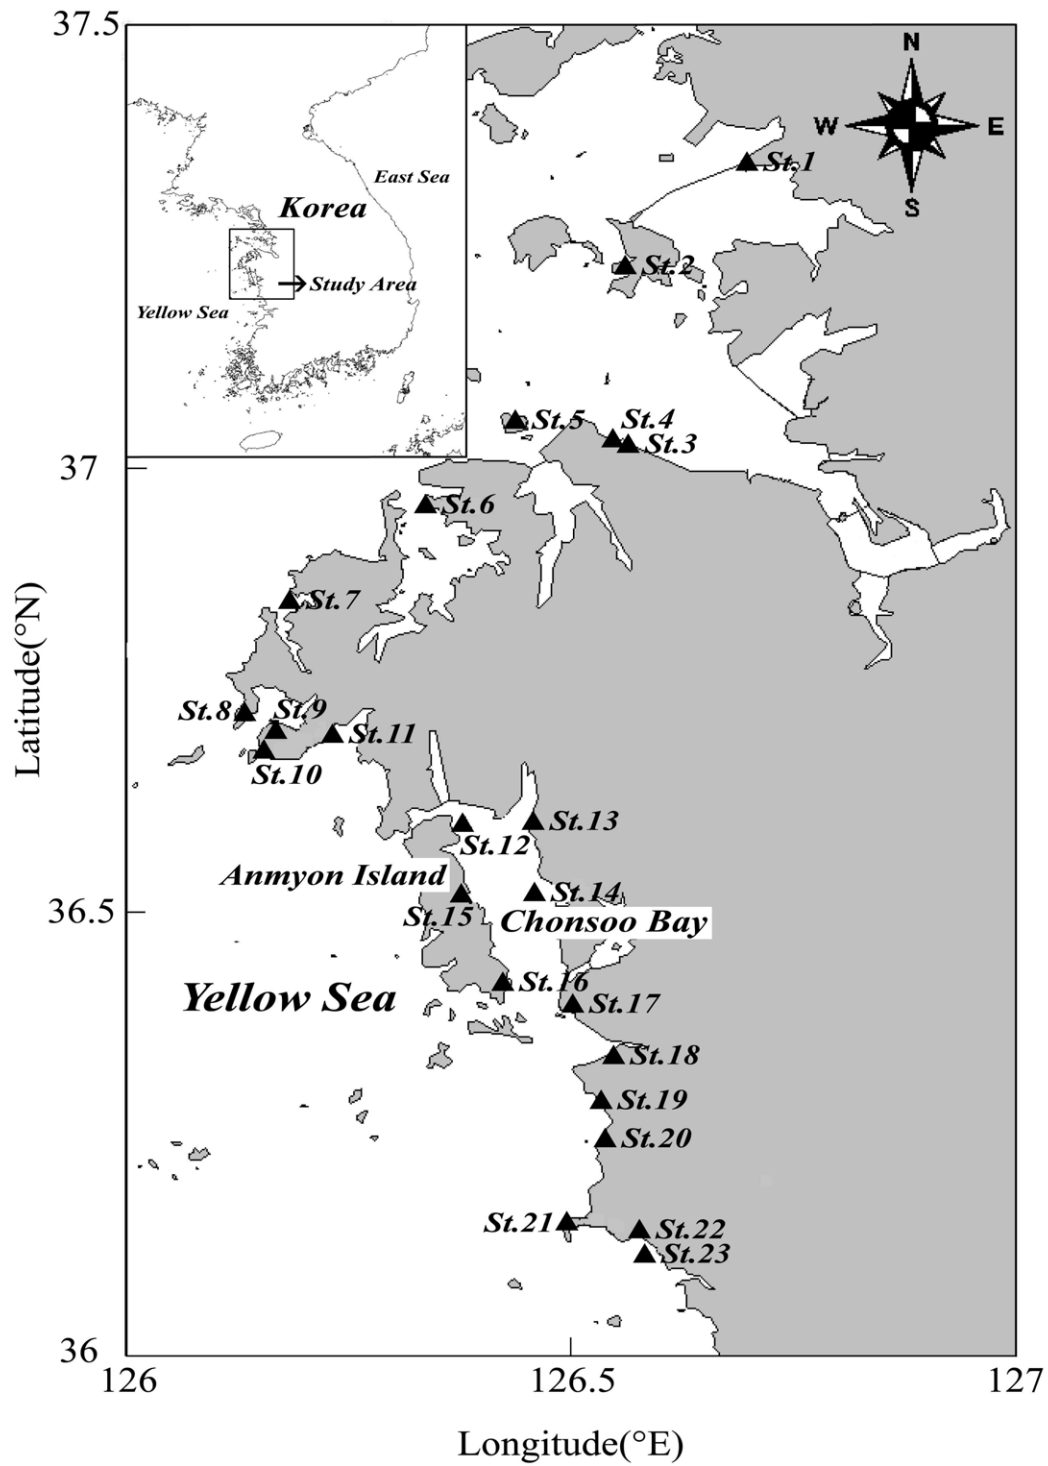 37.5
N
W
E
S
St.1
East Sea
Korea
St.2
Study Area
Yellow Sea
St.5
St.4
St.3
37
St.6
St.7
St.8
St.9
St.11
St.10
St.13
St.12
Anmyon Island
St.14
36.5
St.15
Chonsoo Bay
St.16
Yellow Sea
St.17
St.18
St.19
St.20
St.21
St.22
St.23
36
126
126.5
127
Latitude(°N)
Longitude(°E)